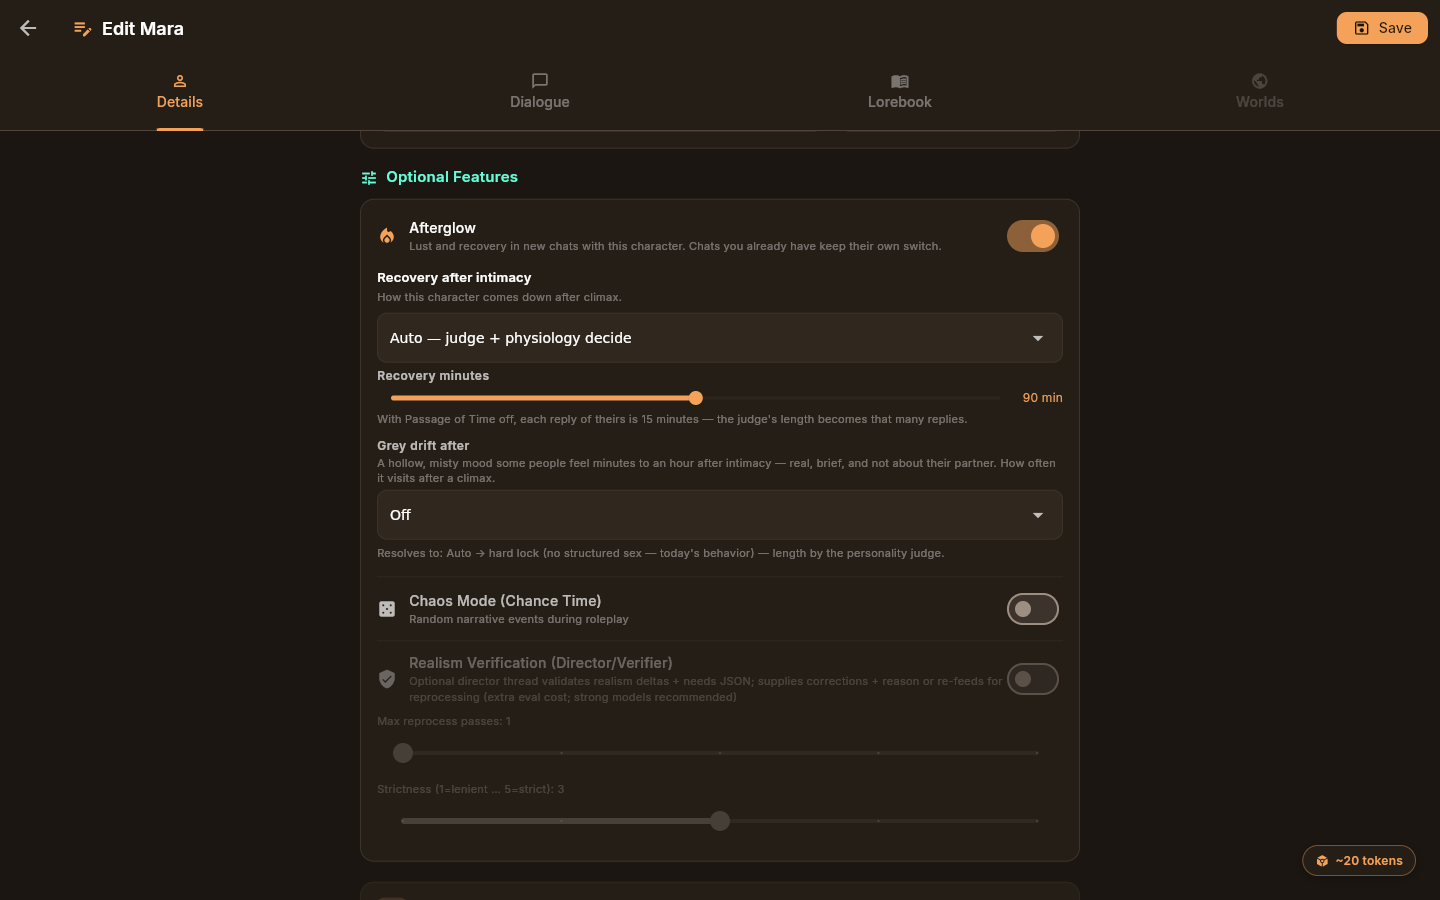 Edit Mara
Save
Details
Dialogue
Lorebook
Worlds
Optional Features
Afterglow
Lust and recovery in new chats with this character. Chats you already have keep their own switch.
Recovery after intimacy
How this character comes down after climax.
Auto — judge + physiology decide
Recovery minutes
90 min
With Passage of Time off, each reply of theirs is 15 minutes — the judge's length becomes that many replies.
Grey drift after
A hollow, misty mood some people feel minutes to an hour after intimacy — real, brief, and not about their partner. How often
it visits after a climax.
Off
Resolves to: Auto → hard lock (no structured sex — today's behavior) — length by the personality judge.
Chaos Mode (Chance Time)
Random narrative events during roleplay
Realism Verification (Director/Verifier)
Optional director thread validates realism deltas + needs JSON; supplies corrections + reason or re-feeds for
reprocessing (extra eval cost; strong models recommended)
Max reprocess passes: 1
Strictness (1=lenient ... 5=strict): 3
~20 tokens